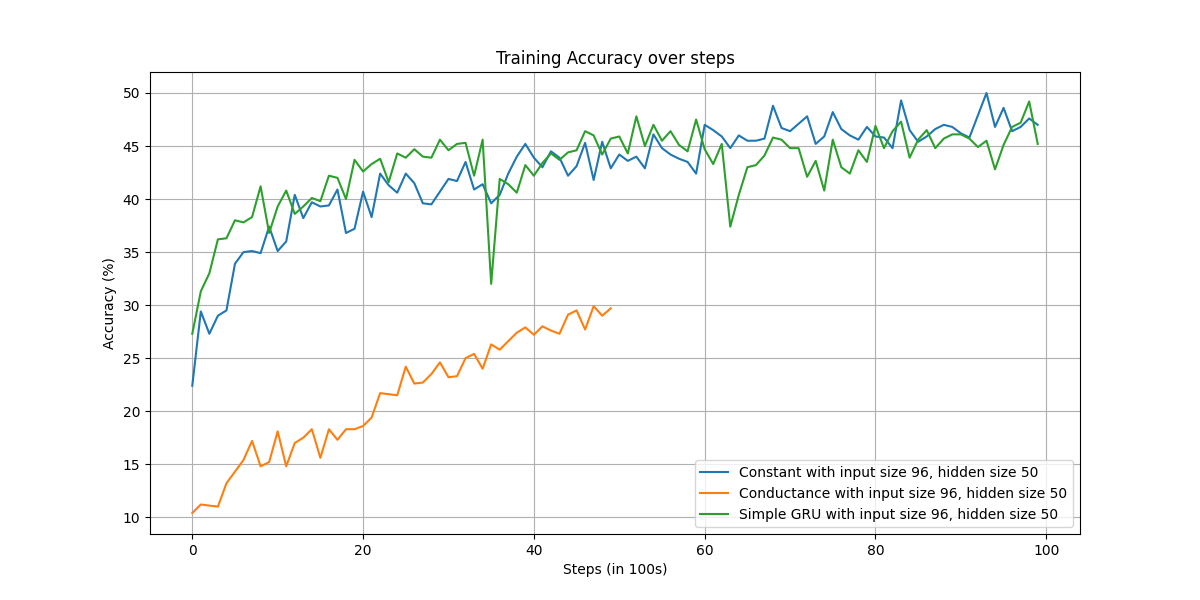 Training Accuracy over steps
Accuracy (%)
50
45
40
35
30
25
20
15
10
Constant with input size 96, hidden size 50
Conductance with input size 96, hidden size 50
Simple GRU with input size 96, hidden size 50
0 20 40 60 80 100
Steps (in 100s)